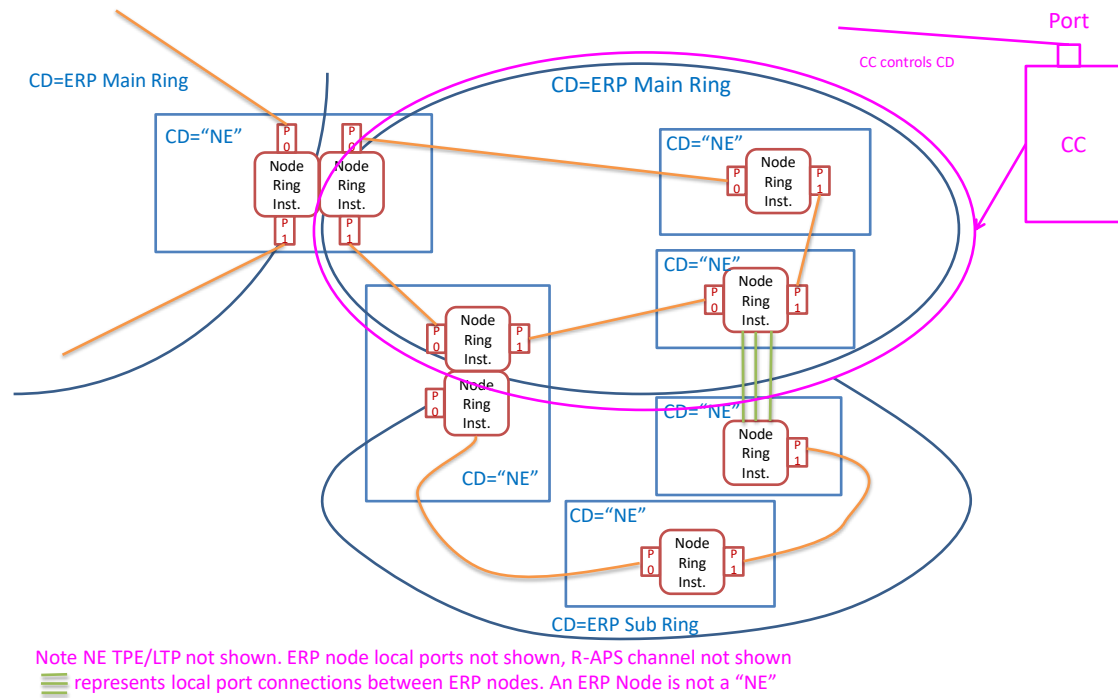 Port
CC controls CD
CC
CD=ERP Main Ring
CD=ERP Main Ring
CD="NE"
P
0
P
0
Node
Ring
Inst.
Node
Ring
Inst.
P
1
P
1
CD="NE"
P
0
Node
Ring
Inst.
P
1
CD="NE"
P
0
Node
Ring
Inst.
P
1
P
0
Node
Ring
Inst.
P
1
P
0
Node
Ring
Inst.
CD="NE"
CD="NE"
Node
Ring
Inst.
P
1
CD="NE"
P
0
Node
Ring
Inst.
P
1
CD=ERP Sub Ring
Note NE TPE/LTP not shown. ERP node local ports not shown, R-APS channel not shown
represents local port connections between ERP nodes. An ERP Node is not a "NE"